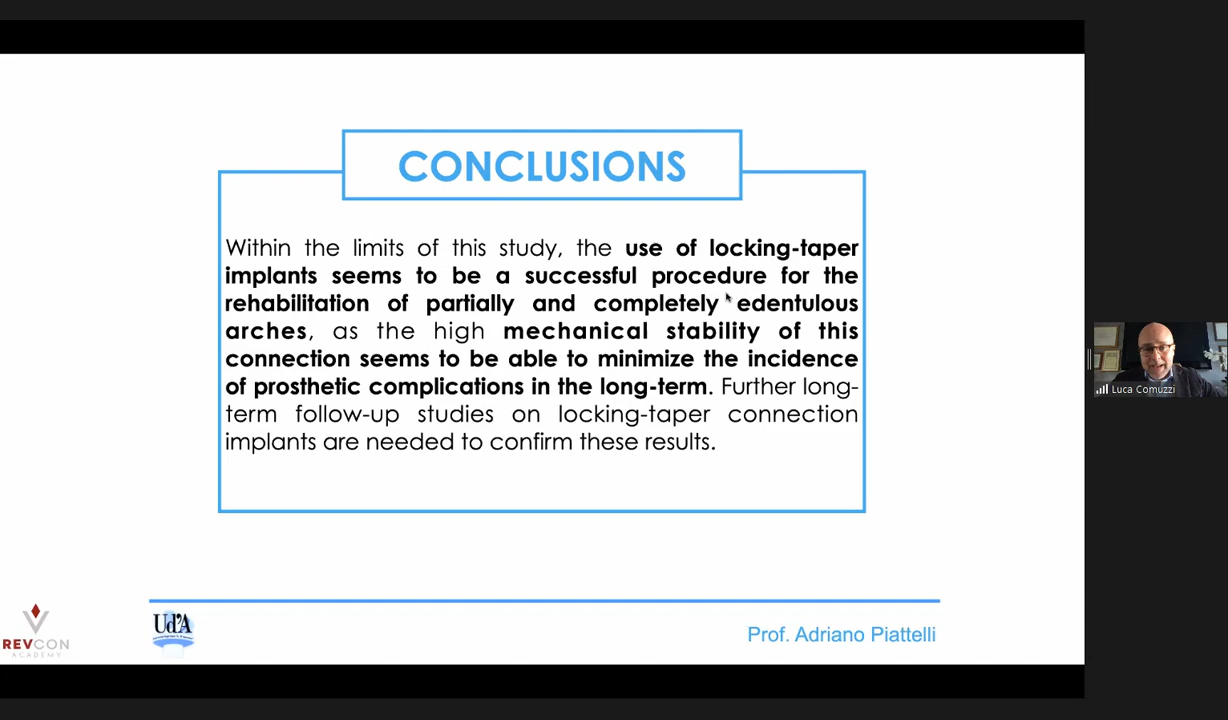 CONCLUSIONS
Within the limits of this study, the use of locking-taper
implants seems to be a successful procedure for the
rehabilitation of partially and completely edentulous
arches, as the high mechanical stability of this
connection seems to be able to minimize the incidence
of prosthetic complications in the long-term. Further long-
term follow-up studies on locking-taper connection
implants are needed to confirm these results.
Luca Comuzzi
REVCON
ACADEMY
Ud'A
Prof. Adriano Piattelli